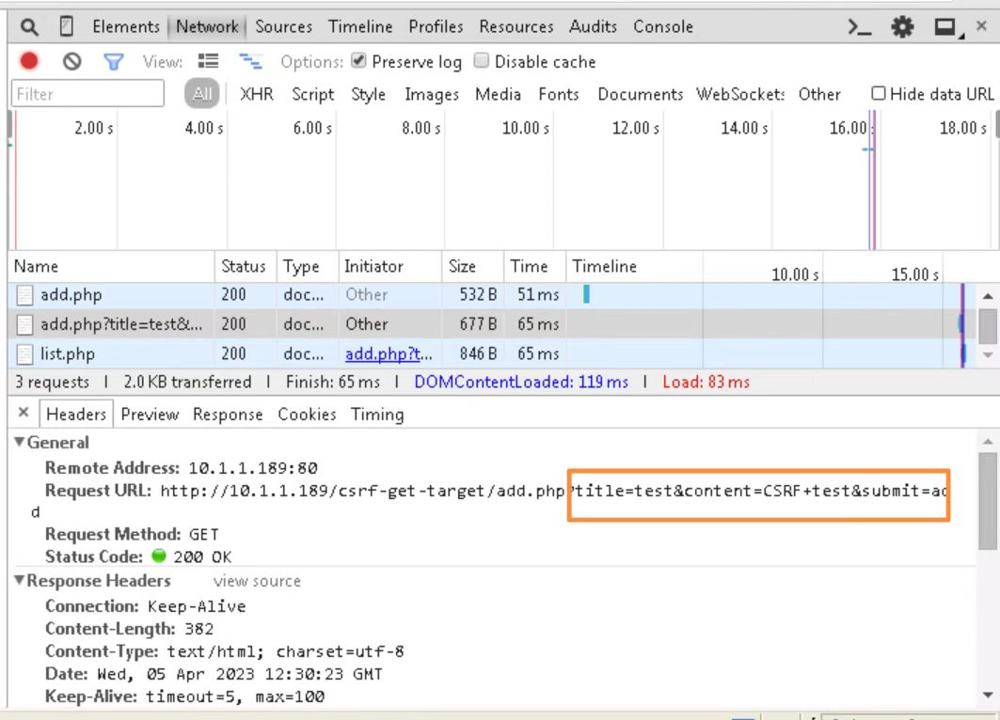 Elements Network Sources Timeline Profiles Resources Audits Console
View: Options: Preserve log Disable cache
Filter All XHR Script Style Images Media Fonts Documents WebSockets Other Hide data URL
2.00 s 4.00 s 6.00 s 8.00 s 10.00 s 12.00 s 14.00 s 16.00 s 18.00 s
Name Status Type Initiator Size Time Timeline 10.00 s 15.00 s
add.php 200 doc... Other 532 B 51 ms
add.php?title=test&... 200 doc... Other 677 B 65 ms
list.php 200 doc... add.php?t... 846 B 65 ms
3 requests | 2.0 KB transferred | Finish: 65 ms | DOMContentLoaded: 119 ms | Load: 83 ms
× Headers Preview Response Cookies Timing
▼General
Remote Address: 10.1.1.189:80
Request URL: http://10.1.1.189/csrf-get-target/add.php?title=test&content=CSRF+test&submit=ad
d
Request Method: GET
Status Code: 200 OK
▼Response Headers view source
Connection: Keep-Alive
Content-Length: 382
Content-Type: text/html; charset=utf-8
Date: Wed, 05 Apr 2023 12:30:23 GMT
Keep-Alive: timeout=5, max=100